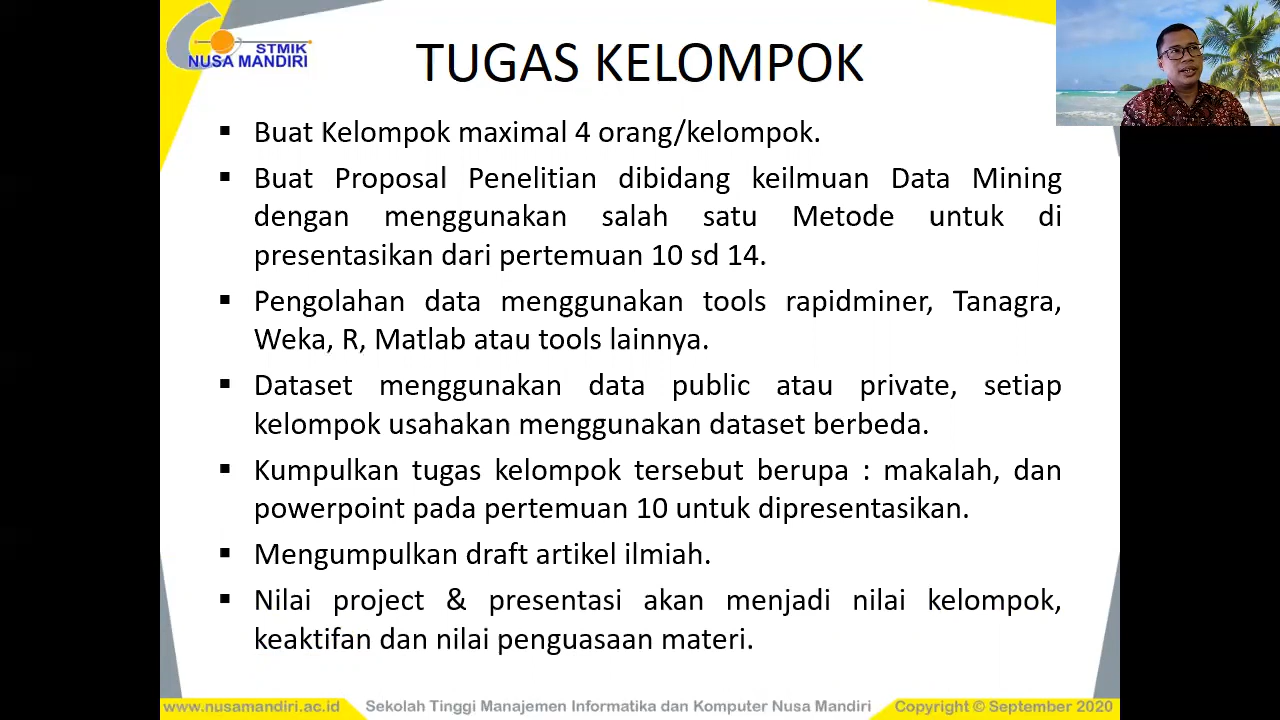 STMIK
NUSA MANDIRI
TUGAS KELOMPOK
▪ Buat Kelompok maximal 4 orang/kelompok.
▪ Buat Proposal Penelitian dibidang keilmuan Data Mining
dengan menggunakan salah satu Metode untuk di
presentasikan dari pertemuan 10 sd 14.
▪ Pengolahan data menggunakan tools rapidminer, Tanagra,
Weka, R, Matlab atau tools lainnya.
▪ Dataset menggunakan data public atau private, setiap
kelompok usahakan menggunakan dataset berbeda.
▪ Kumpulkan tugas kelompok tersebut berupa : makalah, dan
powerpoint pada pertemuan 10 untuk dipresentasikan.
▪ Mengumpulkan draft artikel ilmiah.
▪ Nilai project & presentasi akan menjadi nilai kelompok,
keaktifan dan nilai penguasaan materi.
www.nusamandiri.ac.id Sekolah Tinggi Manajemen Informatika dan Komputer Nusa Mandiri Copyright © September 2020